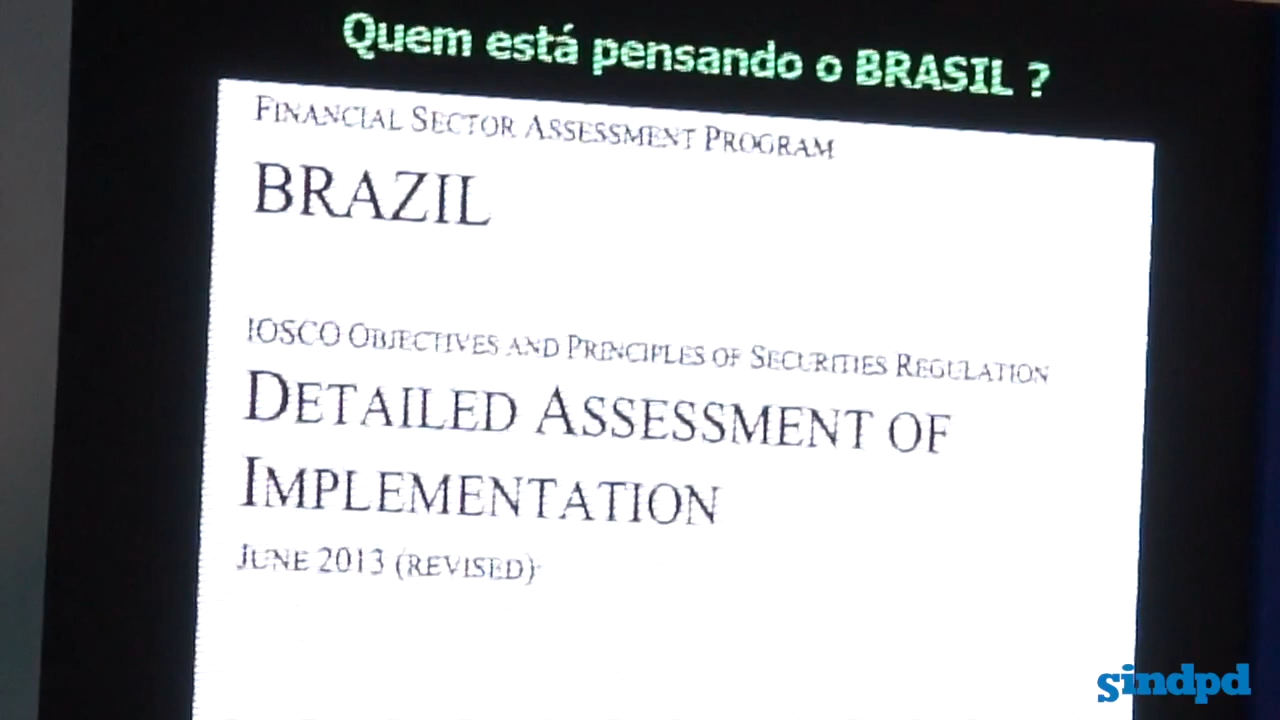 Quem está pensando o BRASIL ?
FINANCIAL SECTOR ASSESSMENT PROGRAM
BRAZIL
IOSCO OBJECTIVES AND PRINCIPLES OF SECURITIES REGULATION
DETAILED ASSESSMENT OF
IMPLEMENTATION
JUNE 2013 (REVISED)
sindpd